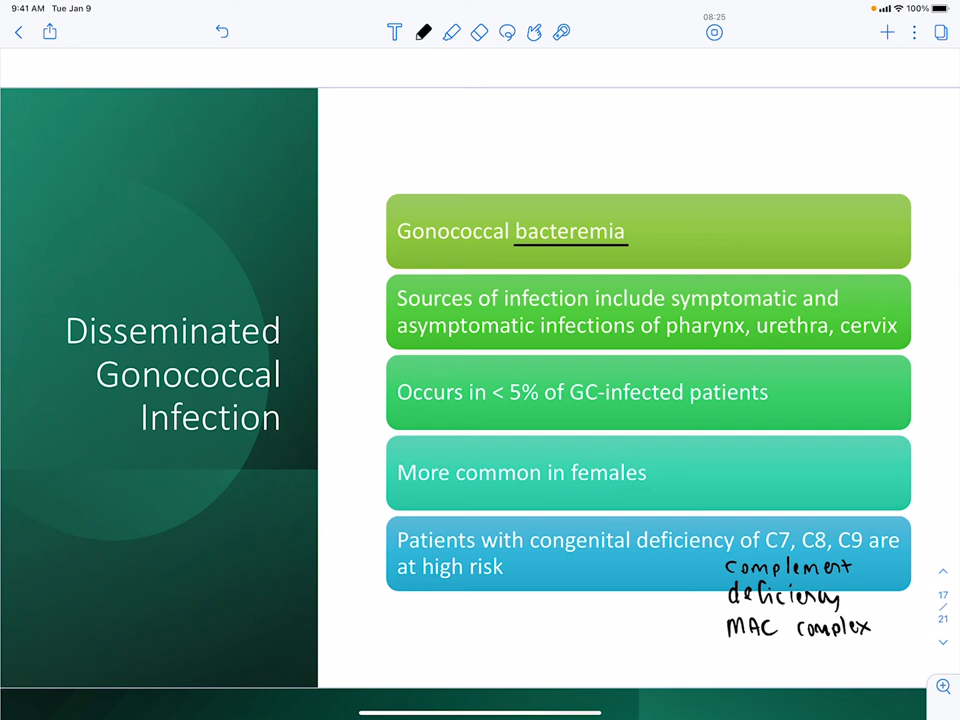 9:41 AM Tue Jan 9
100%
08:25
Disseminated
Gonococcal
Infection
Gonococcal bacteremia
Sources of infection include symptomatic and
asymptomatic infections of pharynx, urethra, cervix
Occurs in < 5% of GC-infected patients
More common in females
Patients with congenital deficiency of C7, C8, C9 are
at high risk
complement
deficiency
MAC complex
17
/
21